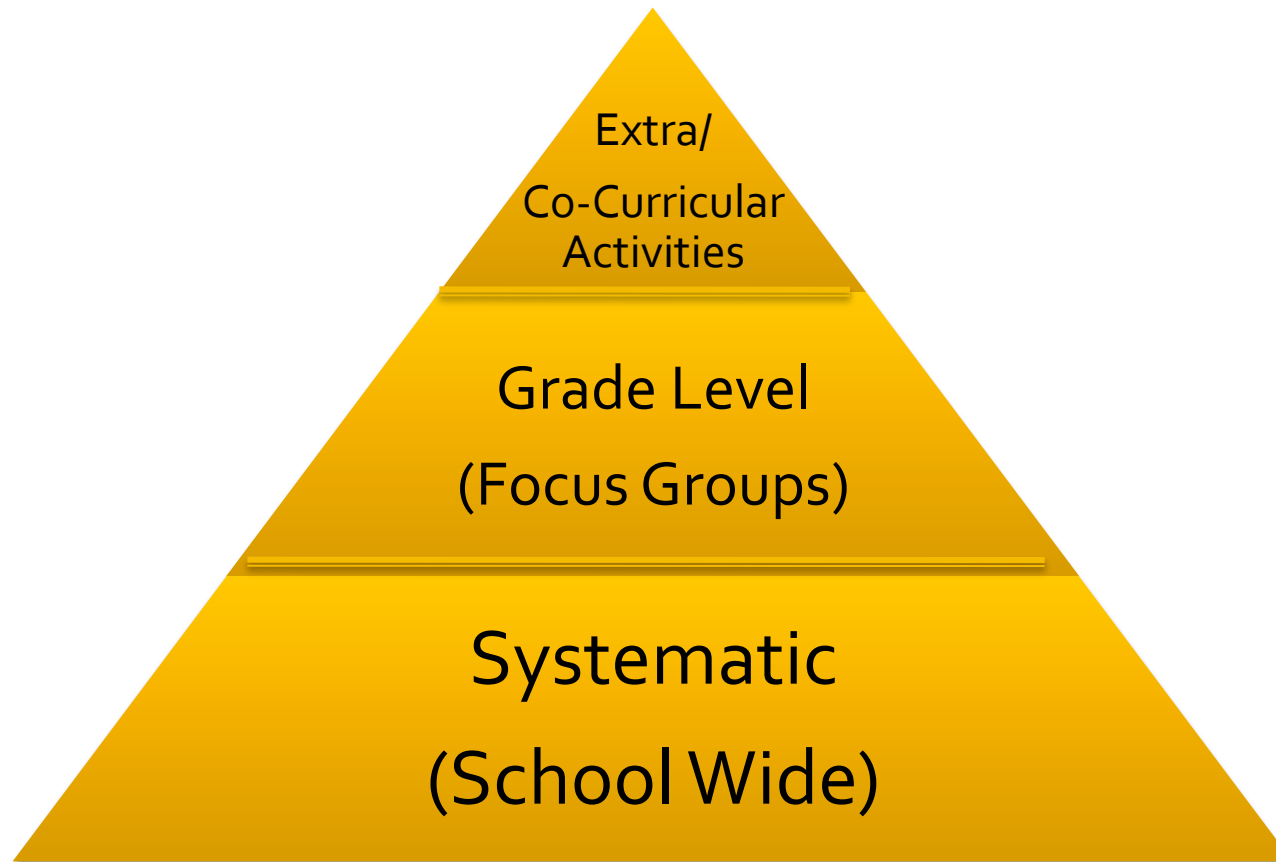 Extra/
Co-Curricular
Activities
Grade Level
(Focus Groups)
Systematic
(School Wide)